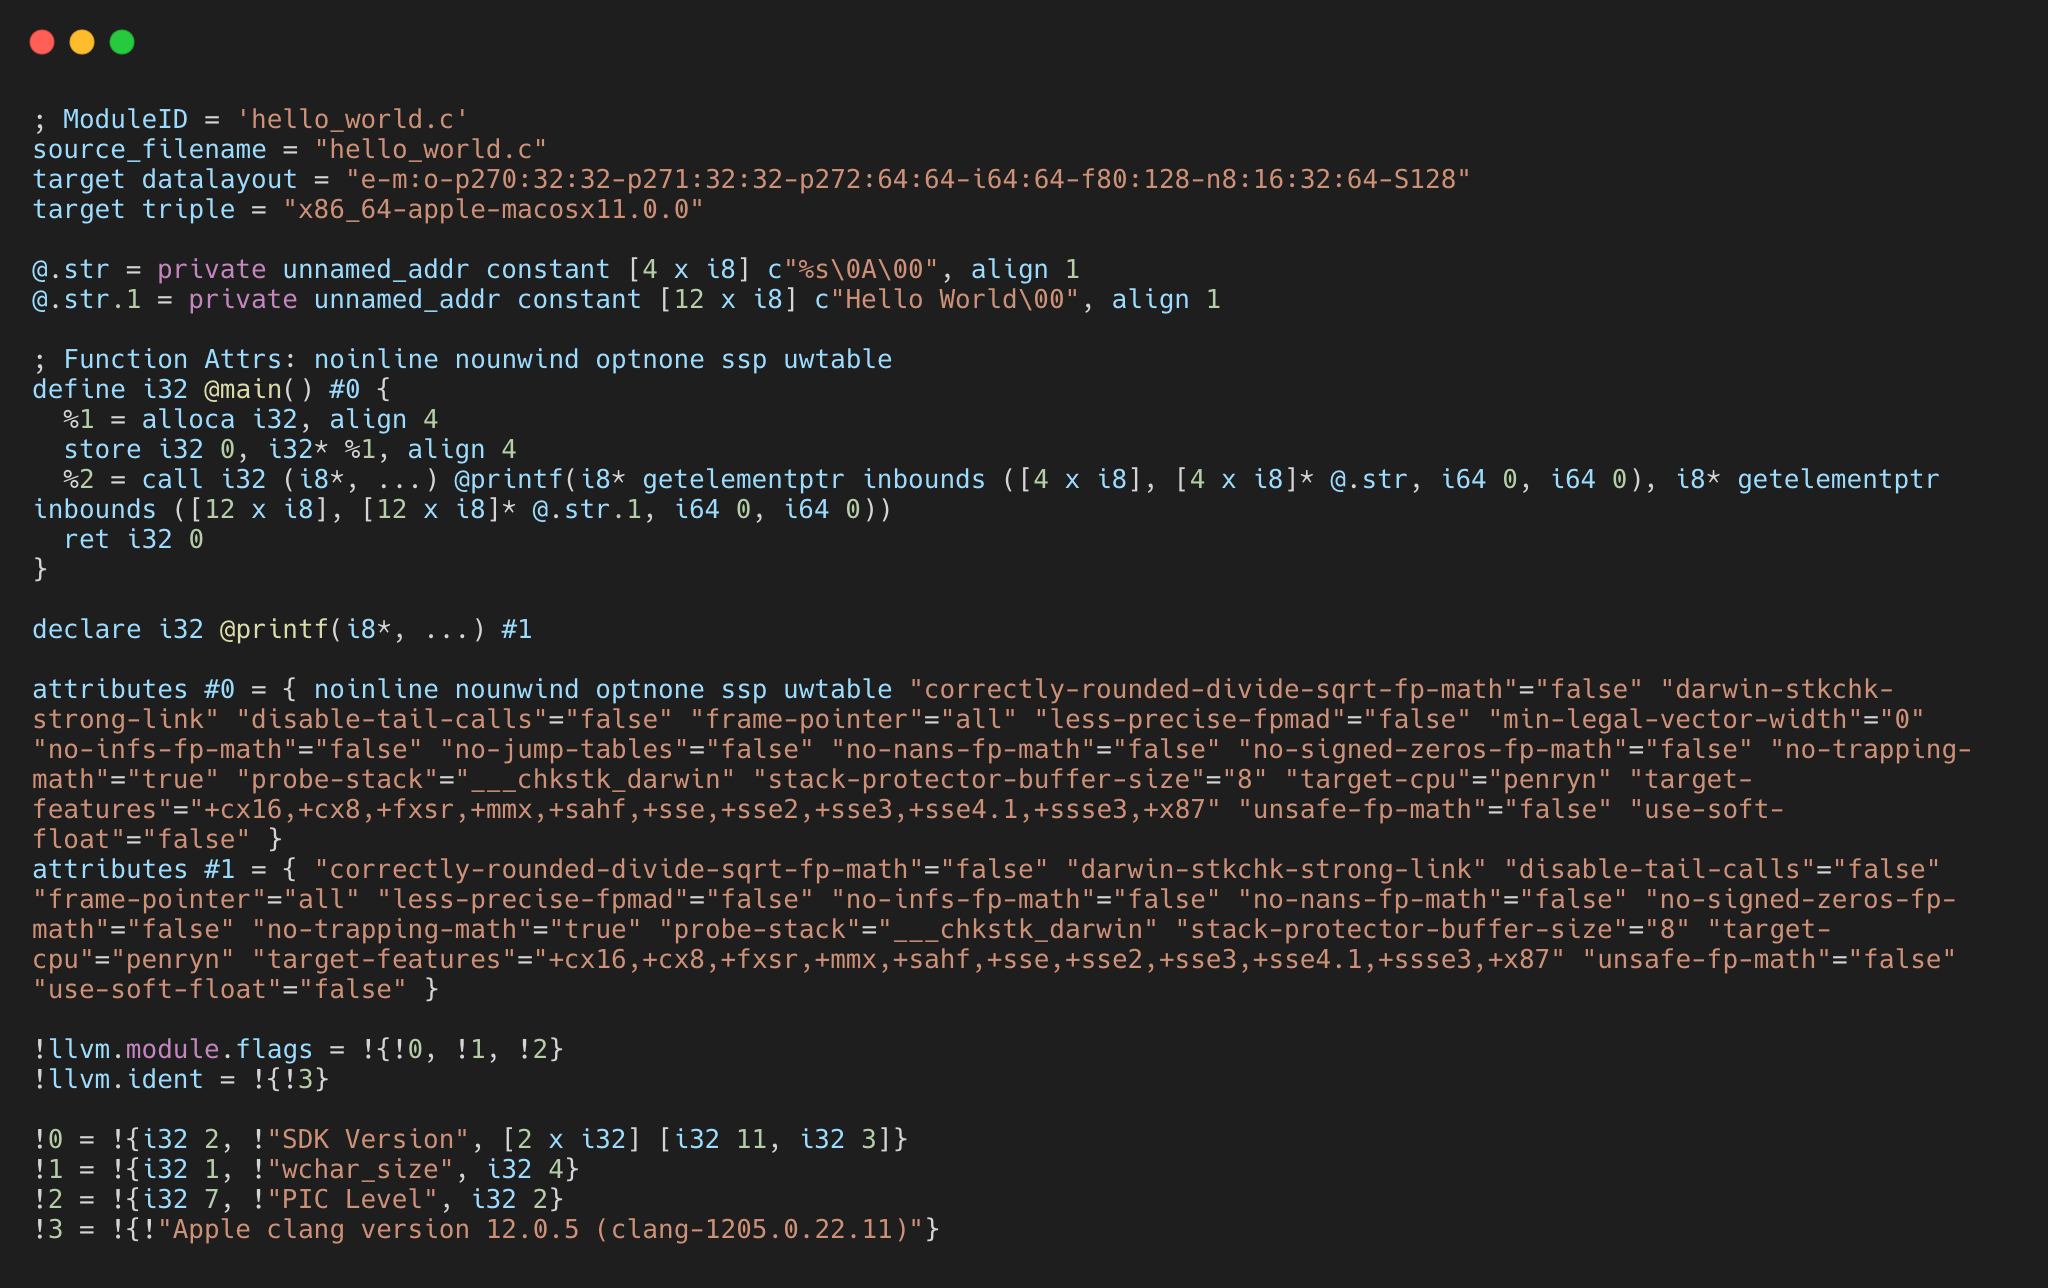 ; ModuleID = 'hello_world.c'
source_filename = "hello_world.c"
target datalayout = "e-m:o-p270:32:32-p271:32:32-p272:64:64-i64:64-f80:128-n8:16:32:64-S128"
target triple = "x86_64-apple-macosx11.0.0"

@.str = private unnamed_addr constant [4 x i8] c"%s\0A\00", align 1
@.str.1 = private unnamed_addr constant [12 x i8] c"Hello World\00", align 1

; Function Attrs: noinline nounwind optnone ssp uwtable
define i32 @main() #0 {
  %1 = alloca i32, align 4
  store i32 0, i32* %1, align 4
  %2 = call i32 (i8*, ...) @printf(i8* getelementptr inbounds ([4 x i8], [4 x i8]* @.str, i64 0, i64 0), i8* getelementptr
inbounds ([12 x i8], [12 x i8]* @.str.1, i64 0, i64 0))
  ret i32 0
}

declare i32 @printf(i8*, ...) #1

attributes #0 = { noinline nounwind optnone ssp uwtable "correctly-rounded-divide-sqrt-fp-math"="false" "darwin-stkchk-
strong-link" "disable-tail-calls"="false" "frame-pointer"="all" "less-precise-fpmad"="false" "min-legal-vector-width"="0"
"no-infs-fp-math"="false" "no-jump-tables"="false" "no-nans-fp-math"="false" "no-signed-zeros-fp-math"="false" "no-trapping-
math"="true" "probe-stack"="___chkstk_darwin" "stack-protector-buffer-size"="8" "target-cpu"="penryn" "target-
features"="+cx16,+cx8,+fxsr,+mmx,+sahf,+sse,+sse2,+sse3,+sse4.1,+ssse3,+x87" "unsafe-fp-math"="false" "use-soft-
float"="false" }
attributes #1 = { "correctly-rounded-divide-sqrt-fp-math"="false" "darwin-stkchk-strong-link" "disable-tail-calls"="false"
"frame-pointer"="all" "less-precise-fpmad"="false" "no-infs-fp-math"="false" "no-nans-fp-math"="false" "no-signed-zeros-fp-
math"="false" "no-trapping-math"="true" "probe-stack"="___chkstk_darwin" "stack-protector-buffer-size"="8" "target-
cpu"="penryn" "target-features"="+cx16,+cx8,+fxsr,+mmx,+sahf,+sse,+sse2,+sse3,+sse4.1,+ssse3,+x87" "unsafe-fp-math"="false"
"use-soft-float"="false" }

!llvm.module.flags = !{!0, !1, !2}
!llvm.ident = !{!3}

!0 = !{i32 2, !"SDK Version", [2 x i32] [i32 11, i32 3]}
!1 = !{i32 1, !"wchar_size", i32 4}
!2 = !{i32 7, !"PIC Level", i32 2}
!3 = !{!"Apple clang version 12.0.5 (clang-1205.0.22.11)"}